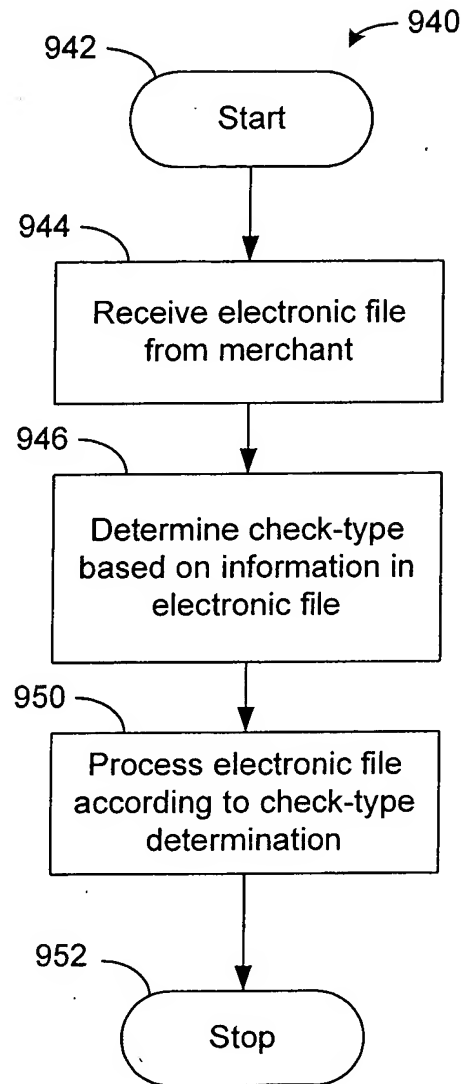 940
942
Start
944
Receive electronic file
from merchant
946
Determine check-type
based on information in
electronic file
950
Process electronic file
according to check-type
determination
952
Stop